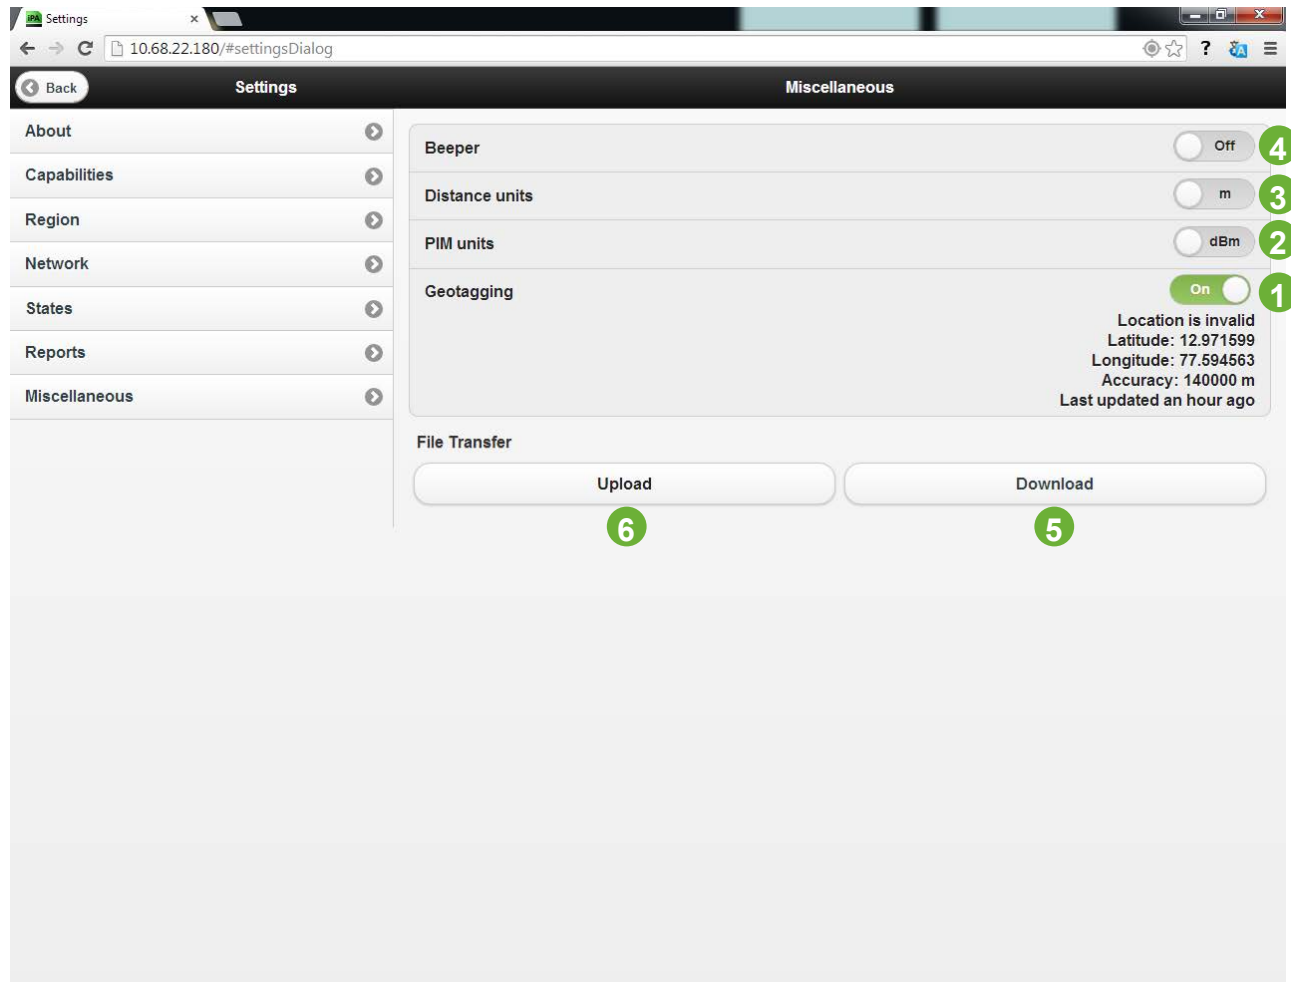 iPA Settings ×
10.68.22.180/#settingsDialog ?
Back Settings Miscellaneous
About
Capabilities
Region
Network
States
Reports
Miscellaneous
Beeper Off 4
Distance units m 3
PIM units dBm 2
Geotagging On 1
Location is invalid
Latitude: 12.971599
Longitude: 77.594563
Accuracy: 140000 m
Last updated an hour ago
File Transfer
Upload Download
6 5